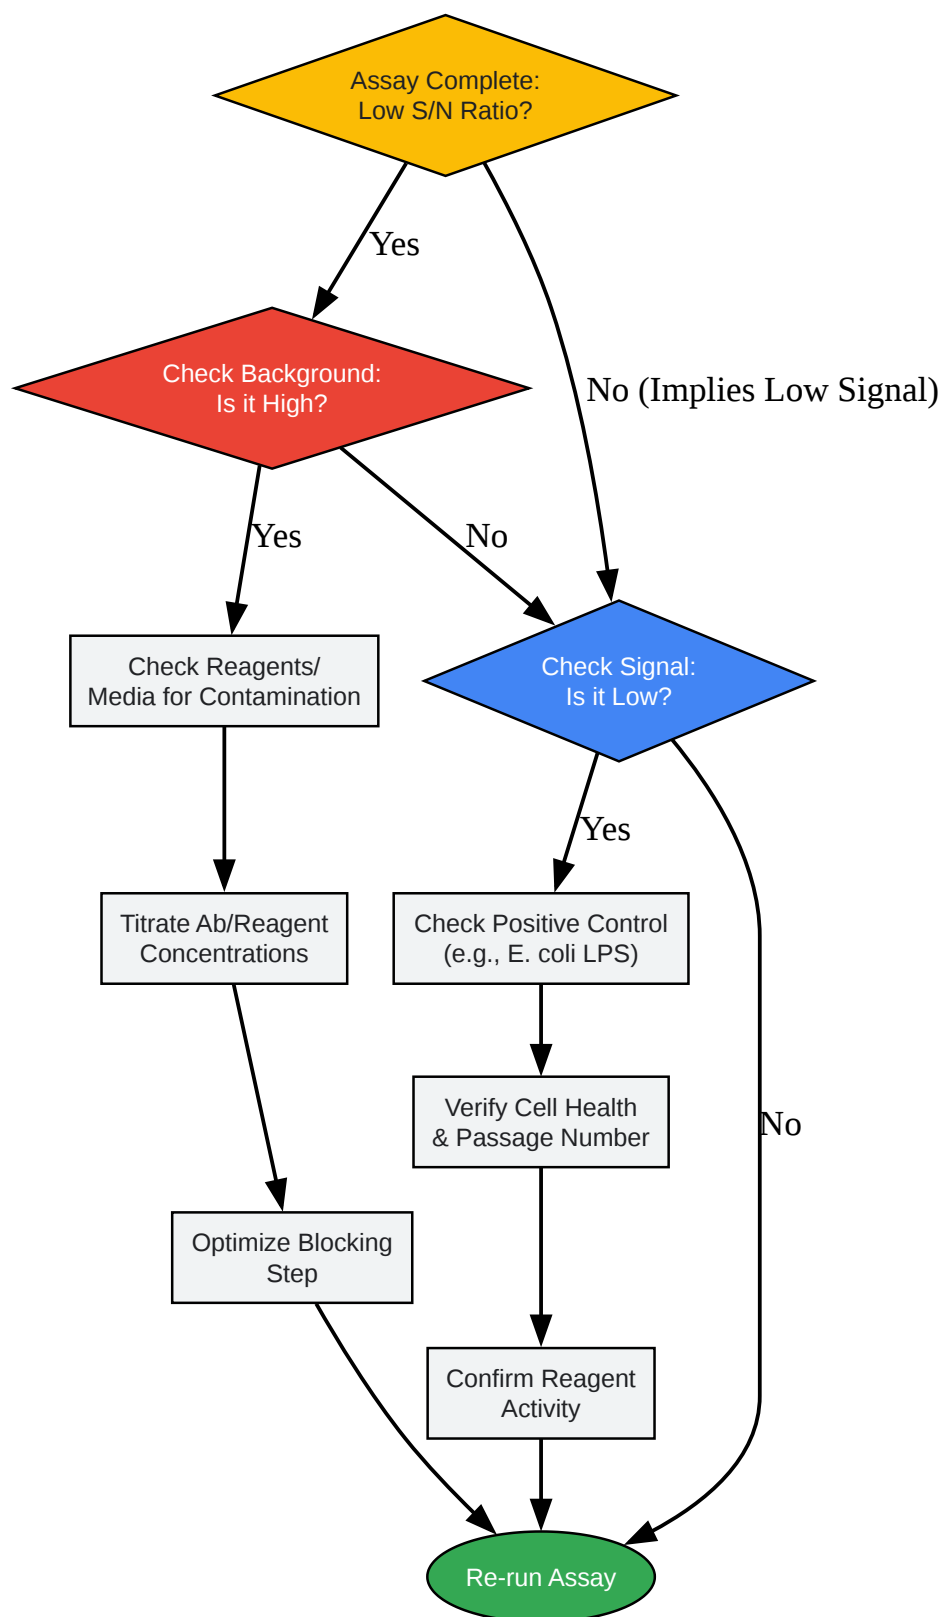 Assay Complete:
Low S/N Ratio?
Yes
Check Background:
Is it High?
No (Implies Low Signal)
Yes
No
Check Reagents/
Media for Contamination
Check Signal:
Is it Low?
Yes
Titrate Ab/Reagent
Concentrations
Check Positive Control
(e.g., E. coli LPS)
Verify Cell Health
& Passage Number
No
Optimize Blocking
Step
Confirm Reagent
Activity
Re-run Assay